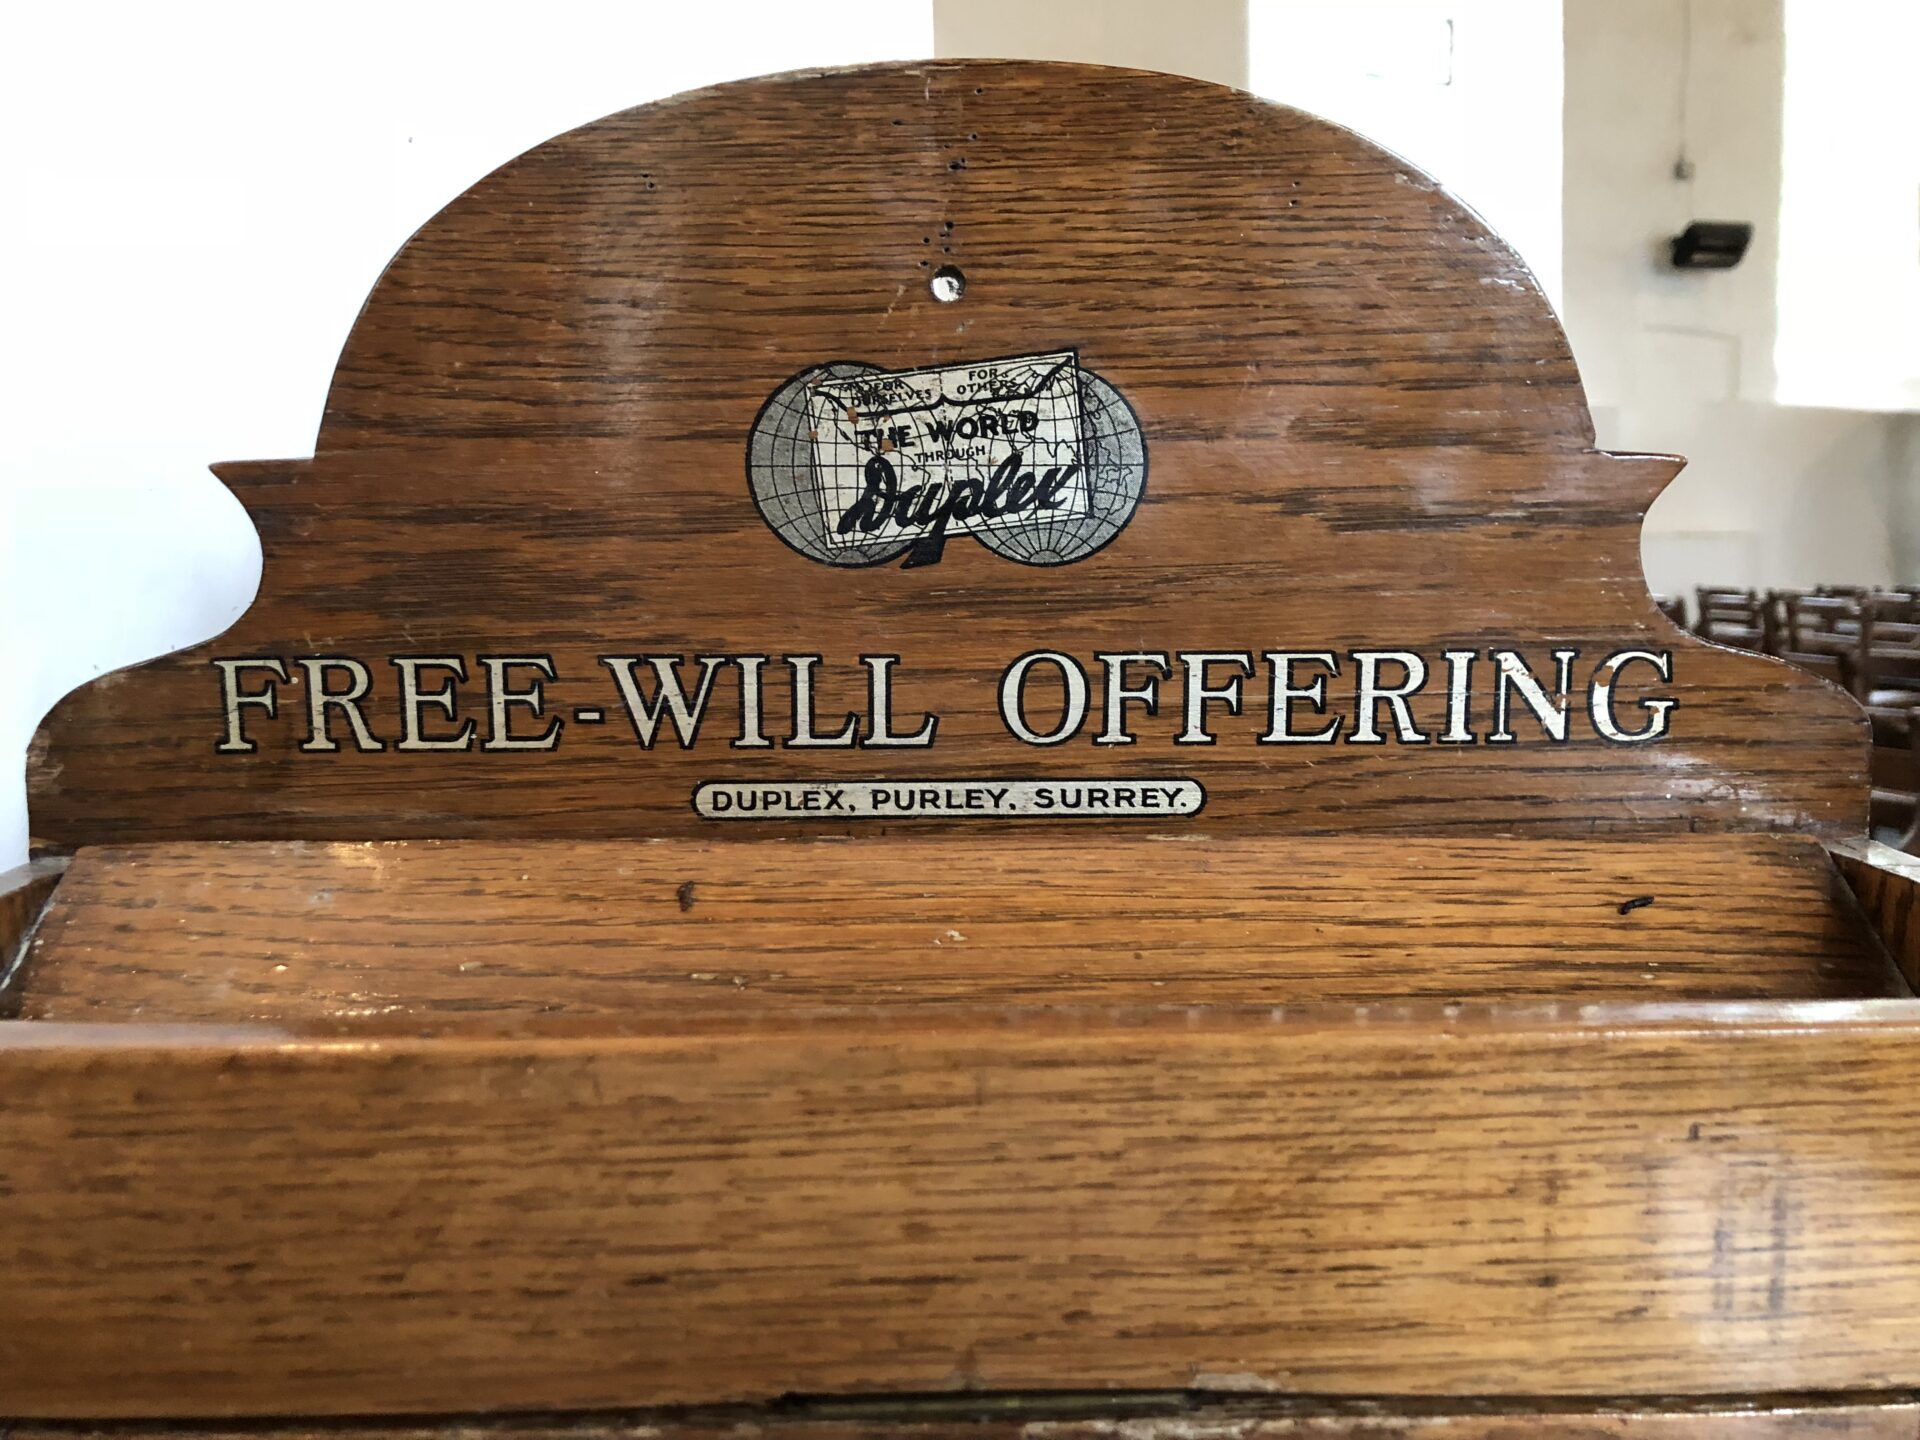 FOR OURSELVES
FOR OTHERS
THE WORLD
THROUGH
Duplex
FREE-WILL OFFERING
DUPLEX, PURLEY, SURREY.